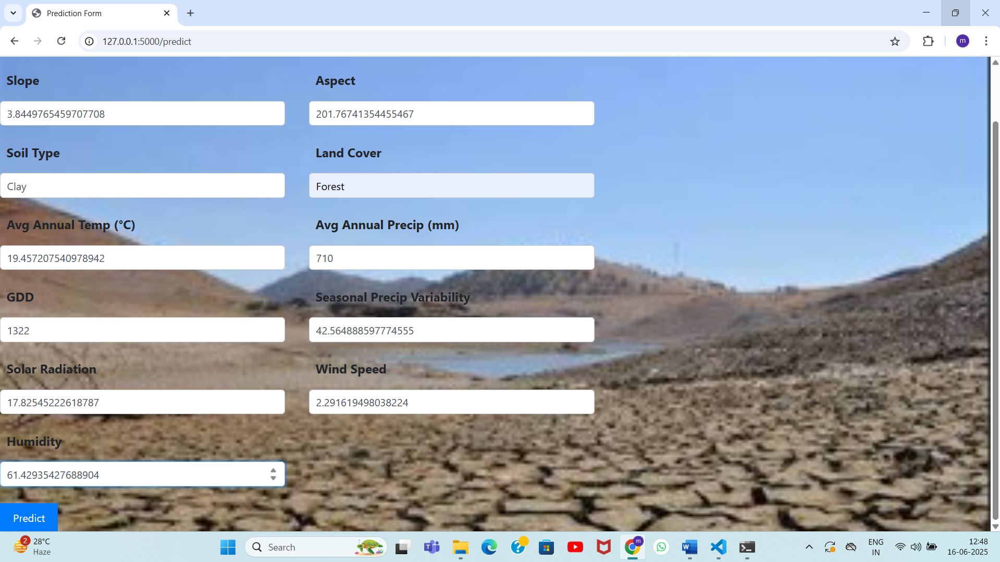 Prediction Form
127.0.0.1:5000/predict
m
Slope Aspect
3.8449765459707708 201.76741354455467
Soil Type Land Cover
Clay Forest
Avg Annual Temp (°C) Avg Annual Precip (mm)
19.457207540978942 710
GDD Seasonal Precip Variability
1322 42.564888597774555
Solar Radiation Wind Speed
17.82545222618787 2.291619498038224
Humidity
61.42935427688904
Predict
2
28°C
Haze
Search
m
ENG
IN
12:48
16-06-2025